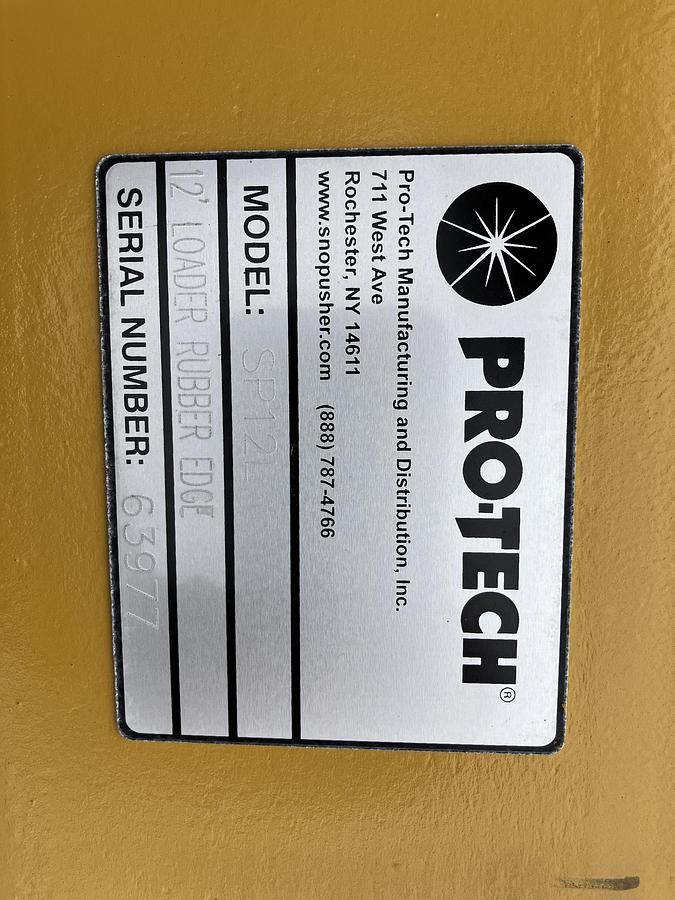 PRO-TECH®
Pro-Tech Manufacturing and Distribution, Inc.
711 West Ave
Rochester, NY 14611
www.snopusher.com (888) 787-4766
MODEL: SP12L
12' LOADER RUBBER EDGE
SERIAL NUMBER: 63977